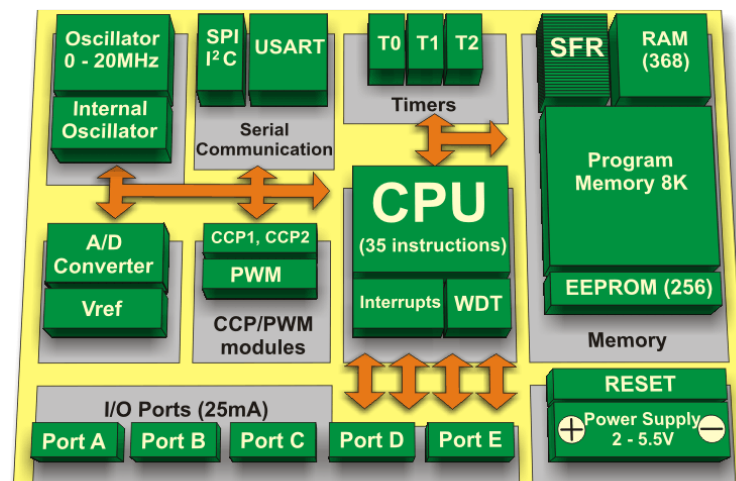 Oscillator
0 - 20MHz
Internal
Oscillator
SPI
I²C
USART
Serial
Communication
T0
T1
T2
Timers
SFR
RAM
(368)
Program
Memory 8K
EEPROM (256)
Memory
CPU
(35 instructions)
Interrupts
WDT
A/D
Converter
Vref
CCP1, CCP2
PWM
CCP/PWM
modules
I/O Ports (25mA)
Port A
Port B
Port C
Port D
Port E
RESET
+
Power Supply
2 - 5.5V
−